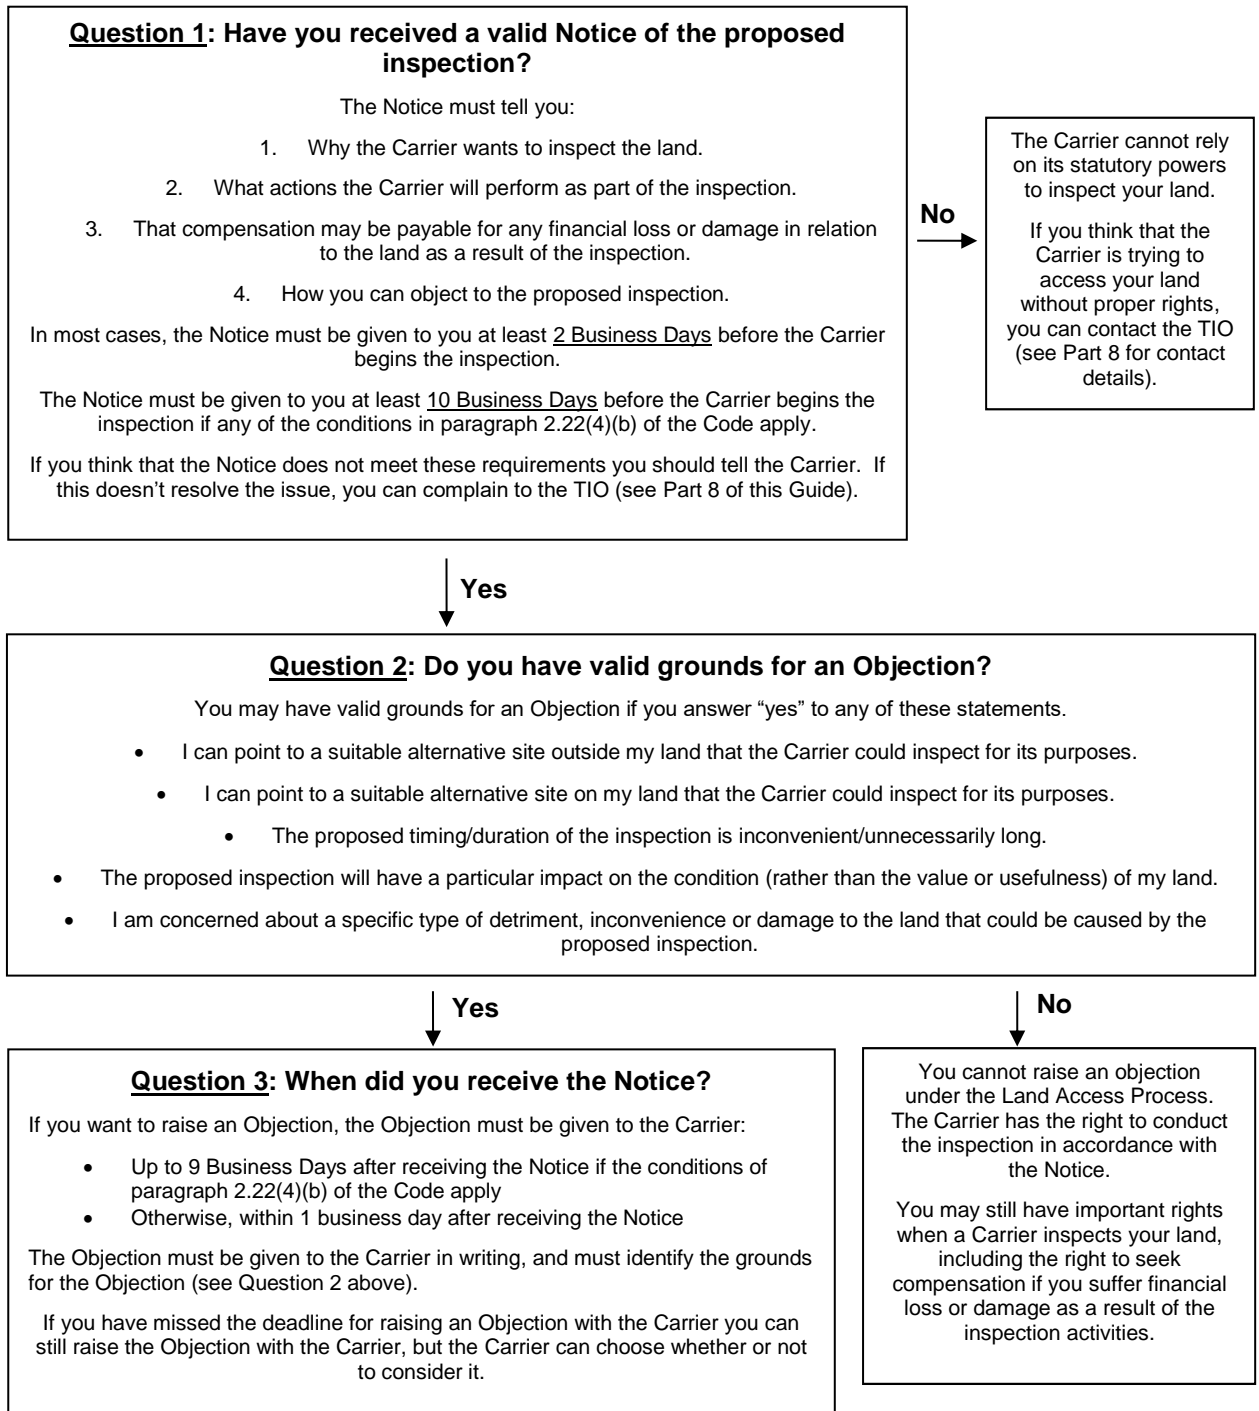 Question 1: Have you received a valid Notice of the proposed
inspection?
The Notice must tell you:
1. Why the Carrier wants to inspect the land.
2. What actions the Carrier will perform as part of the inspection.
3. That compensation may be payable for any financial loss or damage in relation
to the land as a result of the inspection.
4. How you can object to the proposed inspection.
In most cases, the Notice must be given to you at least 2 Business Days before the Carrier
begins the inspection.
The Notice must be given to you at least 10 Business Days before the Carrier begins the
inspection if any of the conditions in paragraph 2.22(4)(b) of the Code apply.
If you think that the Notice does not meet these requirements you should tell the Carrier. If
this doesn't resolve the issue, you can complain to the TIO (see Part 8 of this Guide).
No
The Carrier cannot rely
on its statutory powers
to inspect your land.
If you think that the
Carrier is trying to
access your land
without proper rights,
you can contact the TIO
(see Part 8 for contact
details).
Yes
Question 2: Do you have valid grounds for an Objection?
You may have valid grounds for an Objection if you answer “yes” to any of these statements.
• I can point to a suitable alternative site outside my land that the Carrier could inspect for its purposes.
• I can point to a suitable alternative site on my land that the Carrier could inspect for its purposes.
• The proposed timing/duration of the inspection is inconvenient/unnecessarily long.
• The proposed inspection will have a particular impact on the condition (rather than the value or usefulness) of my land.
• I am concerned about a specific type of detriment, inconvenience or damage to the land that could be caused by the
proposed inspection.
Yes
No
Question 3: When did you receive the Notice?
If you want to raise an Objection, the Objection must be given to the Carrier:
• Up to 9 Business Days after receiving the Notice if the conditions of
paragraph 2.22(4)(b) of the Code apply
• Otherwise, within 1 business day after receiving the Notice
The Objection must be given to the Carrier in writing, and must identify the grounds
for the Objection (see Question 2 above).
If you have missed the deadline for raising an Objection with the Carrier you can
still raise the Objection with the Carrier, but the Carrier can choose whether or not
to consider it.
You cannot raise an objection
under the Land Access Process.
The Carrier has the right to conduct
the inspection in accordance with
the Notice.
You may still have important rights
when a Carrier inspects your land,
including the right to seek
compensation if you suffer financial
loss or damage as a result of the
inspection activities.